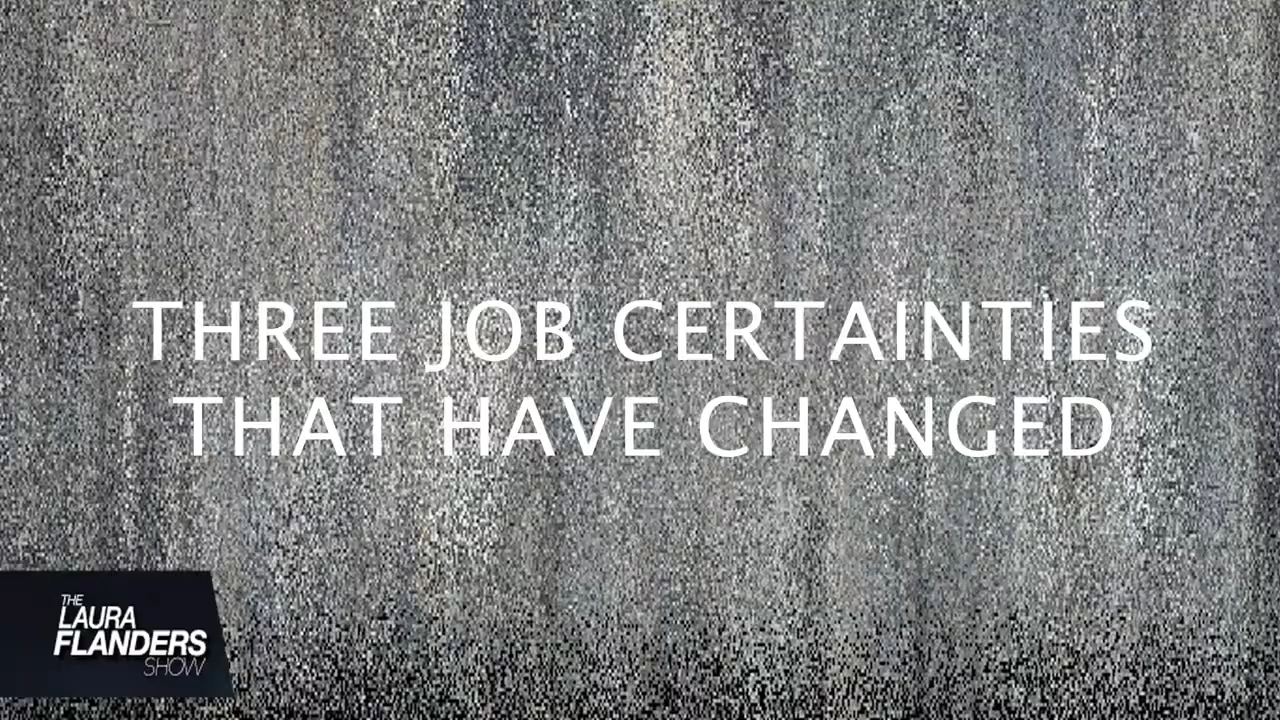 THREE JOB CERTAINTIES
THAT HAVE CHANGED
THE
LAURA
FLANDERS
SHOW